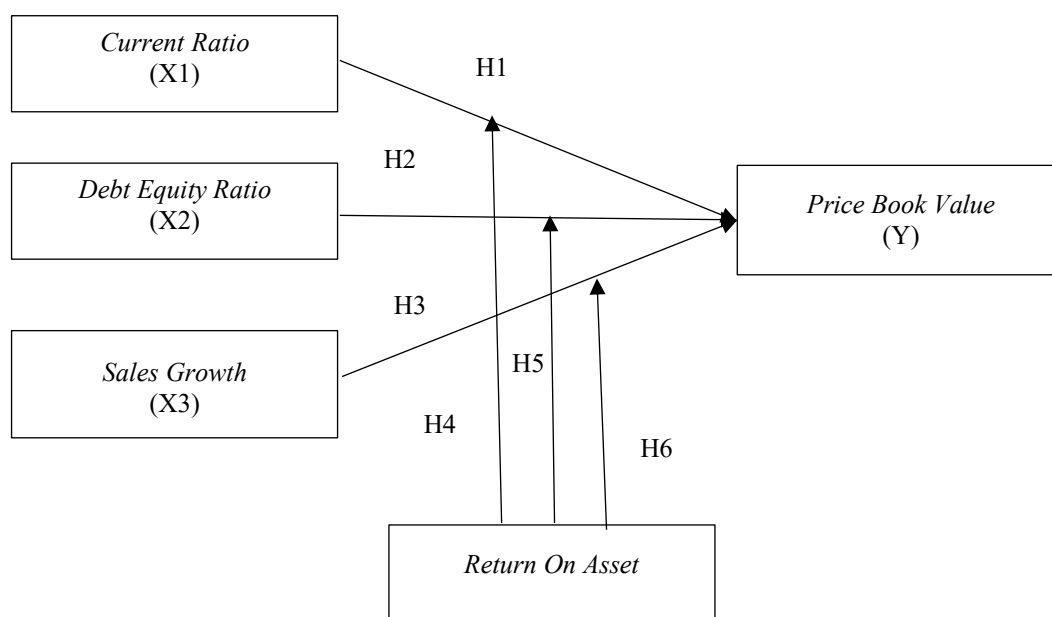 Current Ratio
(X1)
H1
H2
Debt Equity Ratio
(X2)
Price Book Value
(Y)
H3
Sales Growth
(X3)
H5
H4
H6
Return On Asset